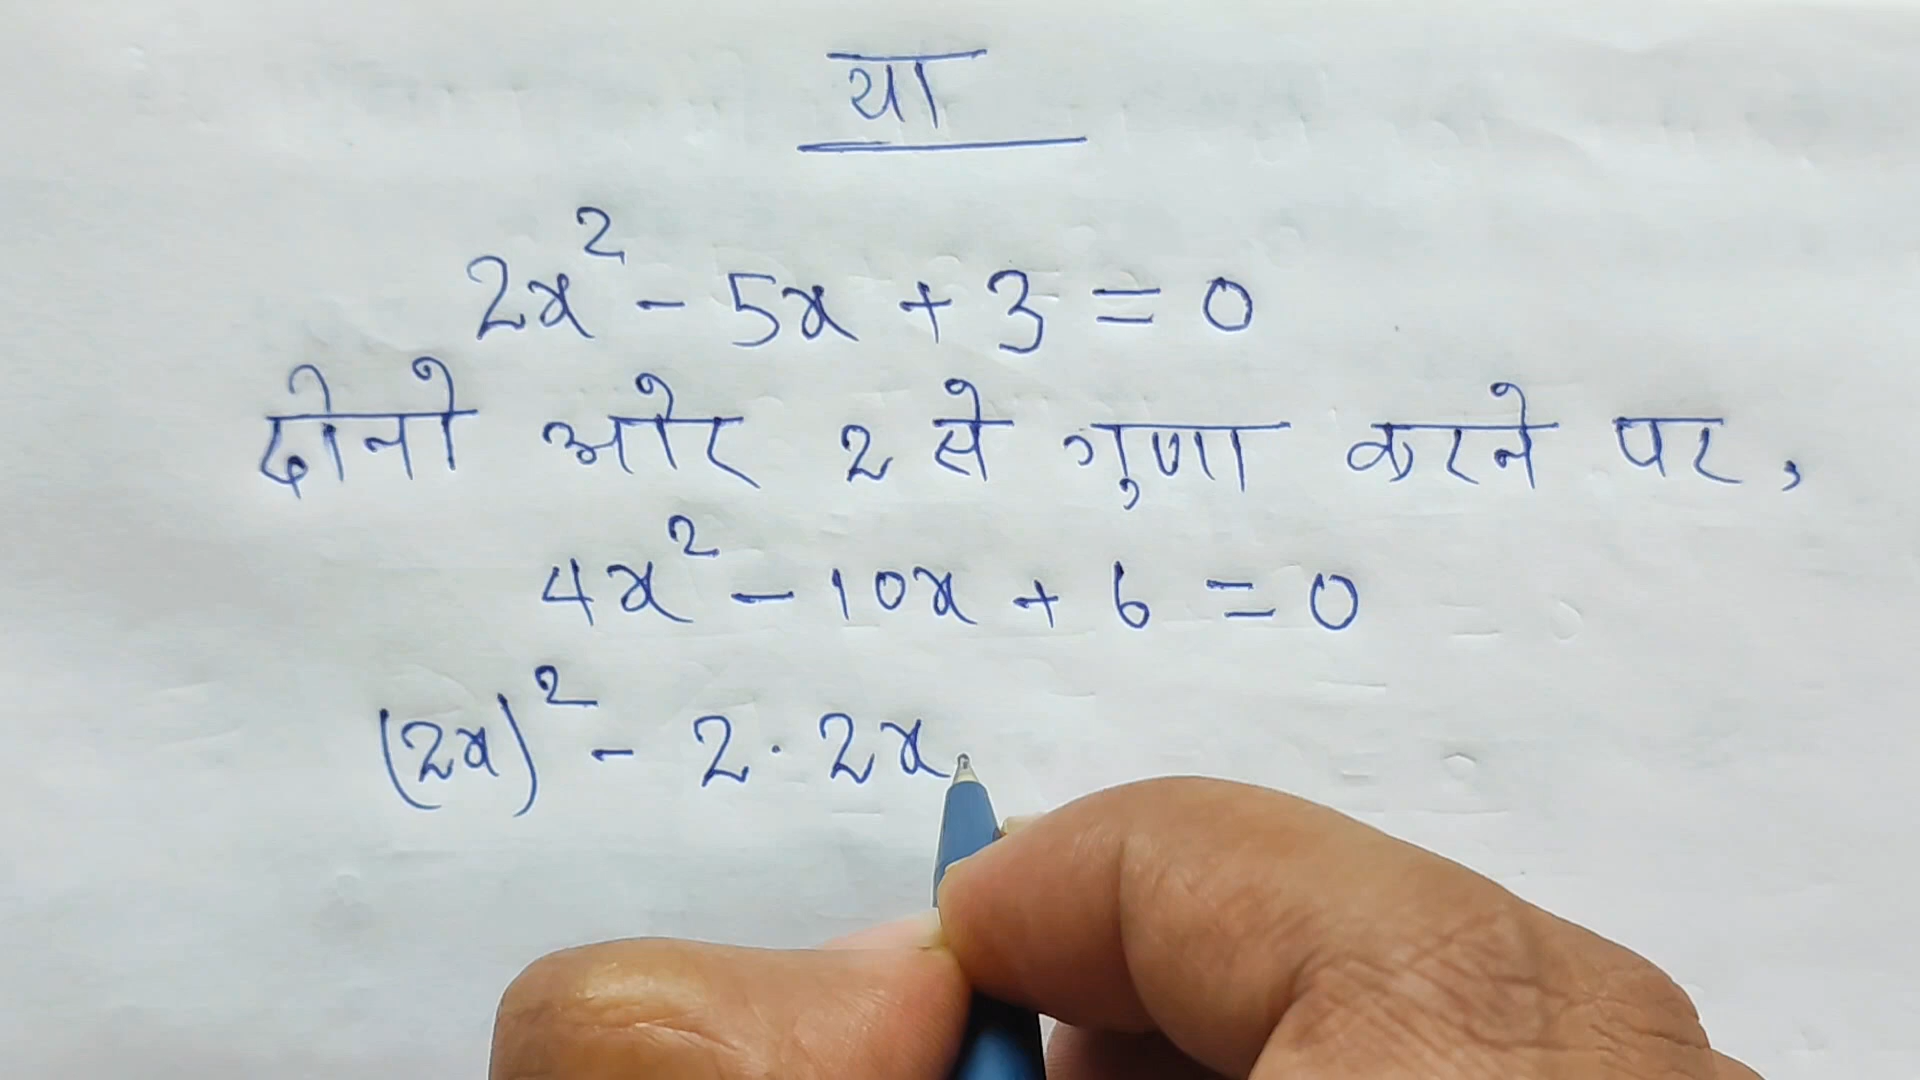 या
2x² - 5x + 3 = 0
दोनो ओर 2 से गुणा करने पर,
4x² - 10x + 6 = 0
(2x)² - 2 · 2x